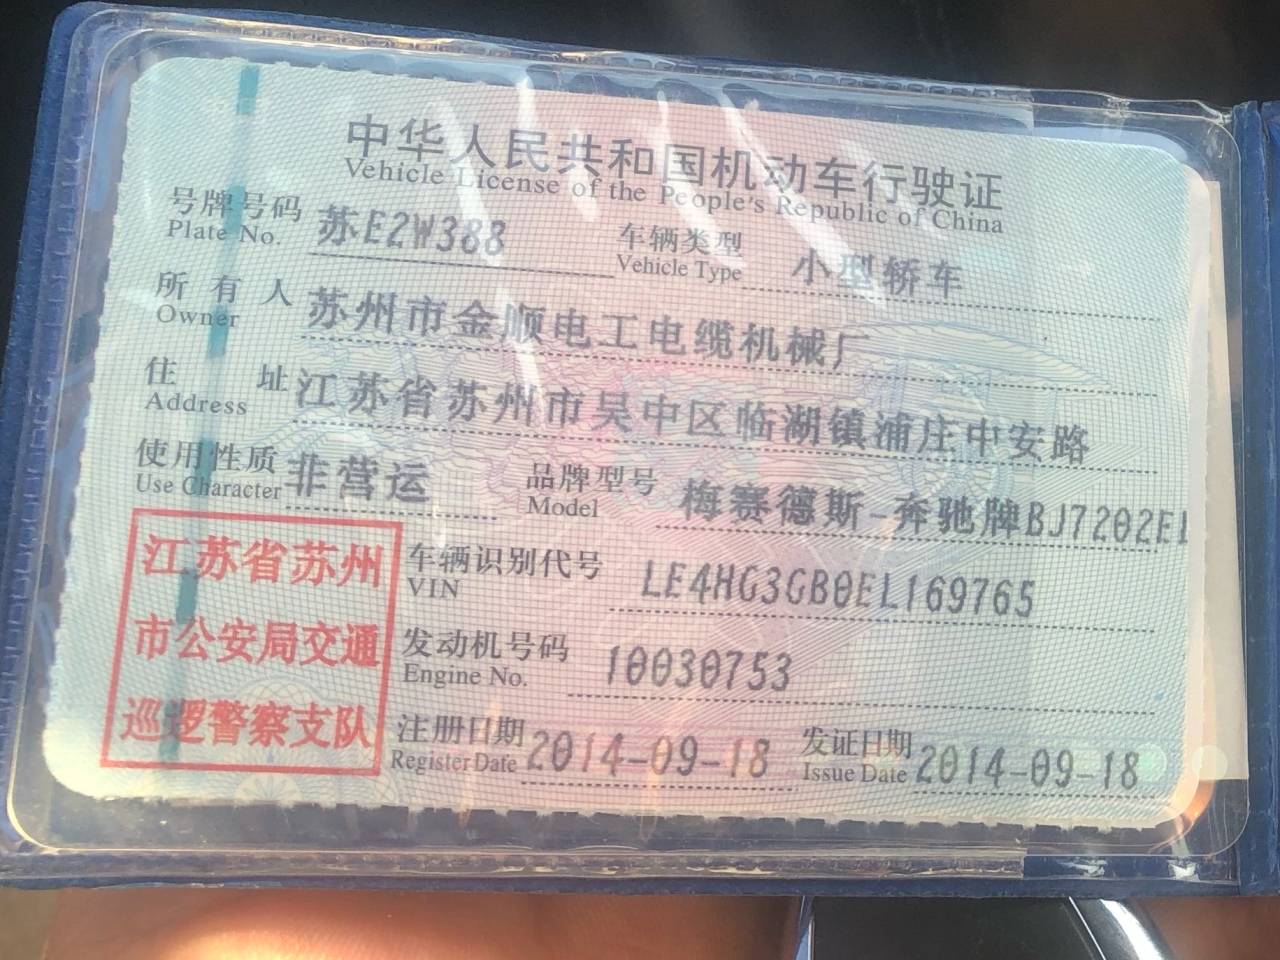 中华人民共和国机动车行驶证
Vehicle License of the People's Republic of China
号牌号码 苏E2W388 车辆类型 小型轿车
Plate No. Vehicle Type
所有人 苏州市金顺电工电缆机械厂
Owner
住址 江苏省苏州市吴中区临湖镇浦庄中安路
Address
使用性质 非营运 品牌型号 梅赛德斯-奔驰牌BJ7202EL
Use Character Model
江苏省苏州
市公安局交通
巡逻警察支队
车辆识别代号 LE4HG3GB0EL169765
VIN
发动机号码 10030753
Engine No.
注册日期 2014-09-18 发证日期 2014-09-18
Register Date Issue Date